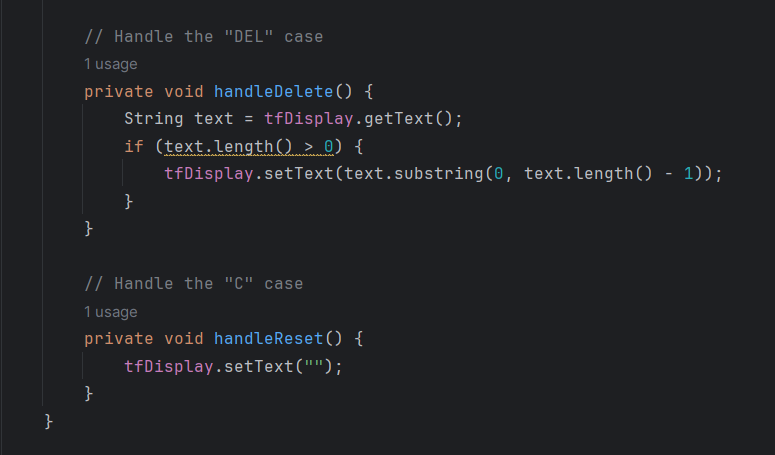 // Handle the "DEL" case
1 usage
private void handleDelete() {
String text = tfDisplay.getText();
if (text.length() > 0) {
tfDisplay.setText(text.substring(0, text.length() - 1));
}
}
// Handle the "C" case
1 usage
private void handleReset() {
tfDisplay.setText("");
}
}